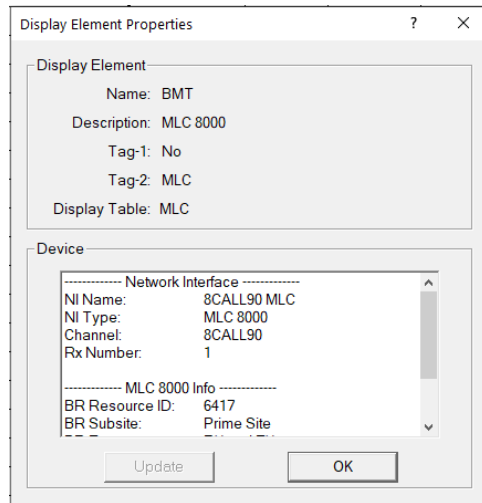 Display Element Properties ? ×
Display Element
Name: BMT
Description: MLC 8000
Tag-1: No
Tag-2: MLC
Display Table: MLC
Device
------------- Network Interface -------------
NI Name: 8CALL90 MLC
NI Type: MLC 8000
Channel: 8CALL90
Rx Number: 1
------------- MLC 8000 Info -------------
BR Resource ID: 6417
BR Subsite: Prime Site
Update OK